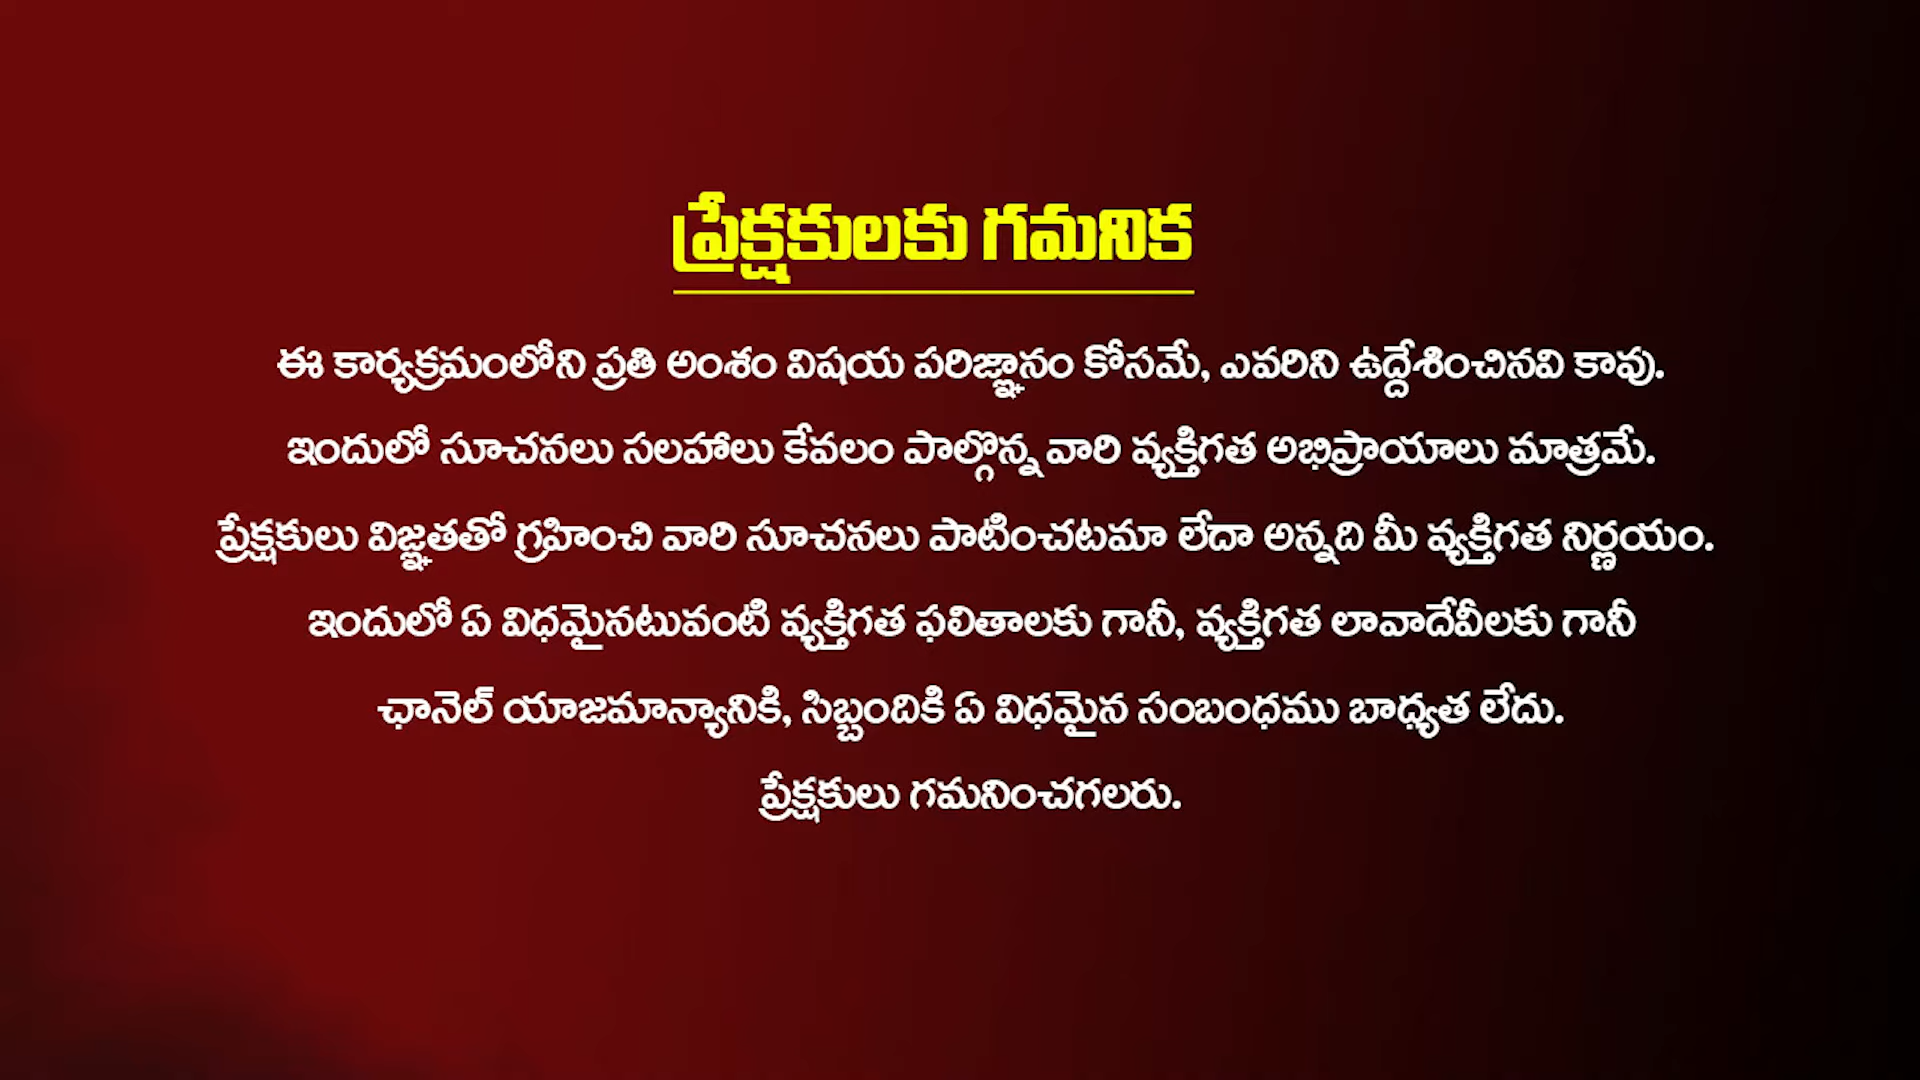 ప్రేక్షకులకు గమనిక
ఈ కార్యక్రమంలోని ప్రతి అంశం విషయ పరిజ్ఞానం కోసమే, ఎవరిని ఉద్దేశించినవి కావు.
ఇందులో సూచనలు సలహాలు కేవలం పాల్గొన్న వారి వ్యక్తిగత అభిప్రాయాలు మాత్రమే.
ప్రేక్షకులు విజ్ఞతతో గ్రహించి వారి సూచనలు పాటించటమా లేదా అన్నది మీ వ్యక్తిగత నిర్ణయం.
ఇందులో ఏ విధమైనటువంటి వ్యక్తిగత ఫలితాలకు గానీ, వ్యక్తిగత లావాదేవీలకు గానీ
ఛానెల్ యాజమాన్యానికి, సిబ్బందికి ఏ విధమైన సంబంధము బాధ్యత లేదు.
ప్రేక్షకులు గమనించగలరు.